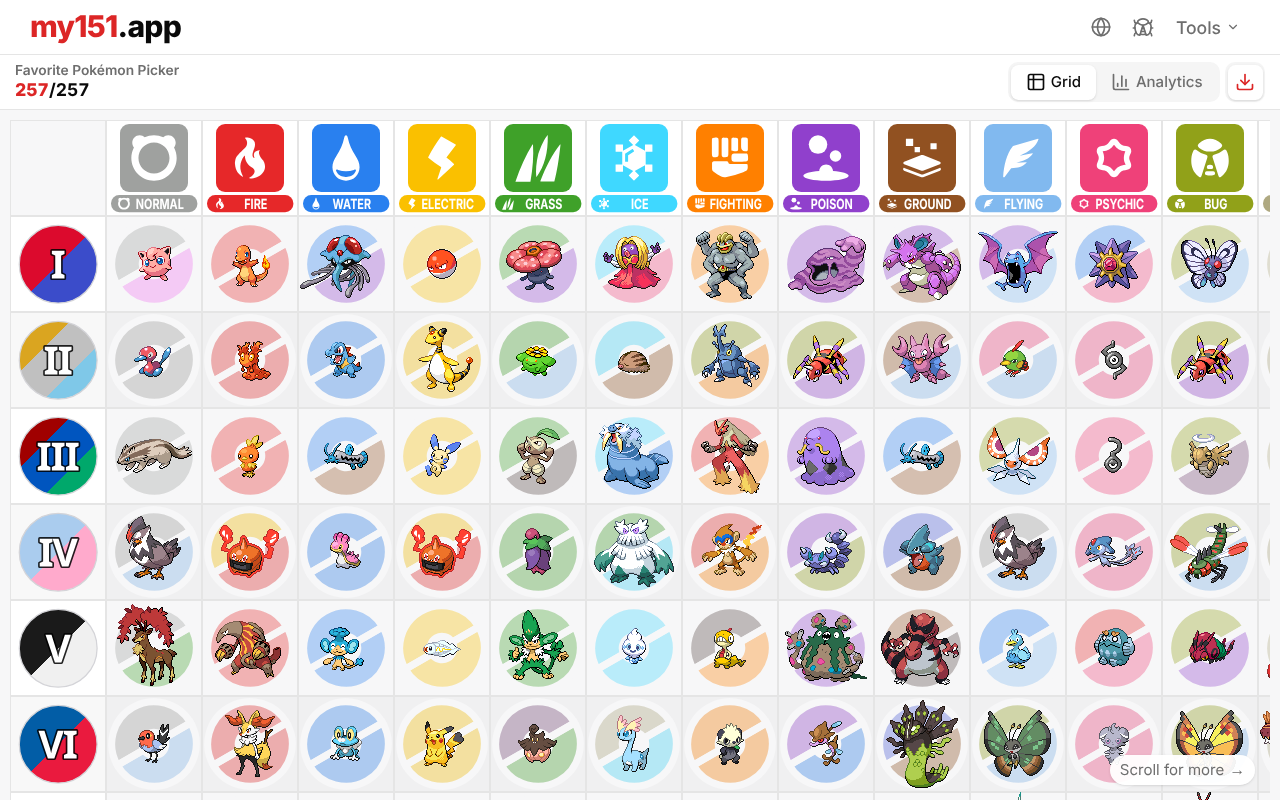 my151.app
Tools
Favorite Pokémon Picker
257/257
Grid
Analytics
NORMAL
FIRE
WATER
ELECTRIC
GRASS
ICE
FIGHTING
POISON
GROUND
FLYING
PSYCHIC
BUG
I
II
III
IV
V
VI
Scroll for more →